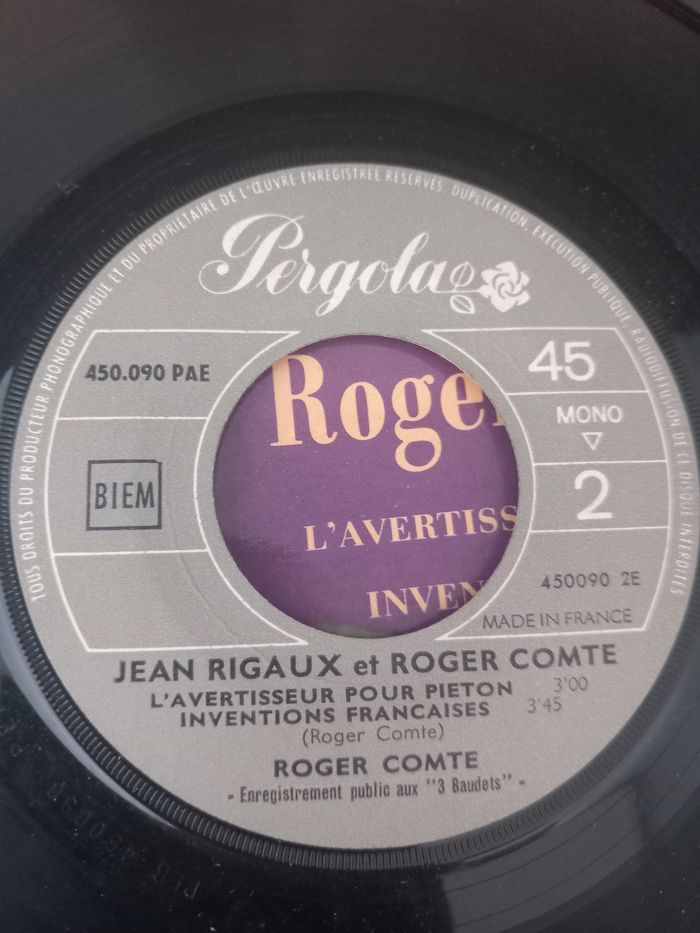 TOUS DROITS DU PRODUCTEUR PHONOGRAPHIQUE ET DU PROPRIETAIRE DE L'ŒUVRE ENREGISTREE RESERVES. DUPLICATION, EXECUTION PUBLIQUE, RADIODIFFUSION DE CE DISQUE INTERDITES
Pergola
450.090 PAE
45
MONO
BIEM
2
Roger
L'AVERTISS
INVEN
450090 2E
MADE IN FRANCE
JEAN RIGAUX et ROGER COMTE
L'AVERTISSEUR POUR PIETON 3'00
INVENTIONS FRANCAISES 3'45
(Roger Comte)
ROGER COMTE
- Enregistrement public aux "3 Baudets" -